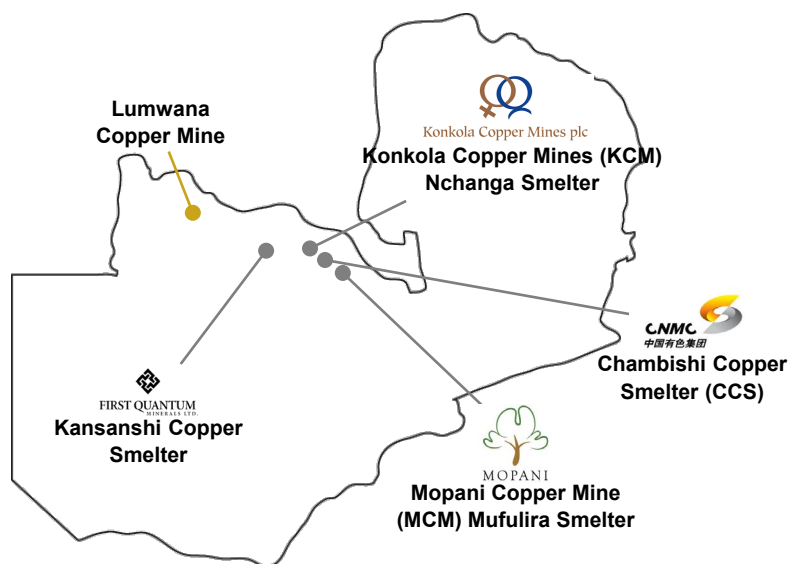 Lumwana
Copper Mine
Konkola Copper Mines plc
Konkola Copper Mines (KCM)
Nchanga Smelter
CNMC
中国有色集团
Chambishi Copper
Smelter (CCS)
FIRST QUANTUM
MINERALS LTD.
Kansanshi Copper
Smelter
MOPANI
Mopani Copper Mine
(MCM) Mufulira Smelter